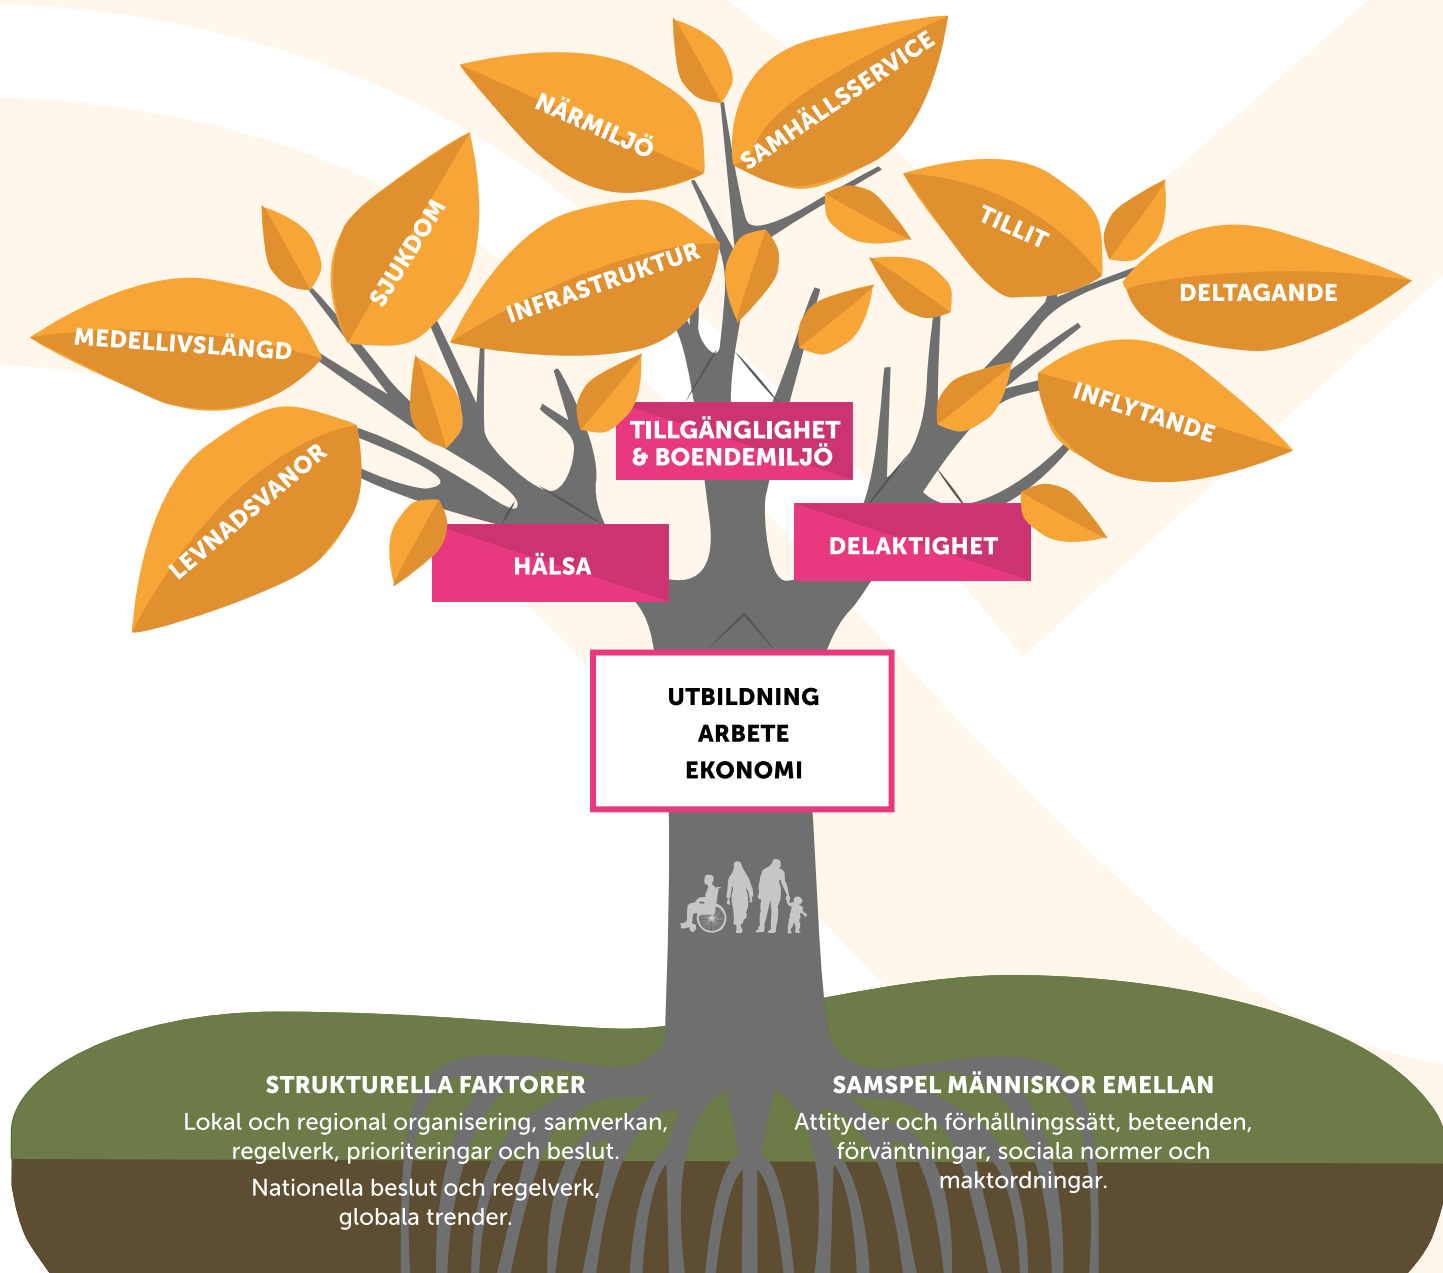 NÄRMILJÖ
SAMHÄLLSSERVICE
SJUKDOM
INFRASTRUKTUR
TILLIT
DELTAGANDE
MEDELLIVSLÄNGD
INFLYTANDE
LEVNADSVANOR
TILLGÄNGLIGHET
& BOENDEMILJÖ
HÄLSA
DELAKTIGHET
UTBILDNING
ARBETE
EKONOMI
STRUKTURELLA FAKTORER
Lokal och regional organisering, samverkan,
regelverk, prioriteringar och beslut.
Nationella beslut och regelverk,
globala trender.
SAMSPEL MÄNNISKOR EMELLAN
Attityder och förhållningssätt, beteenden,
förväntningar, sociala normer och
maktordningar.